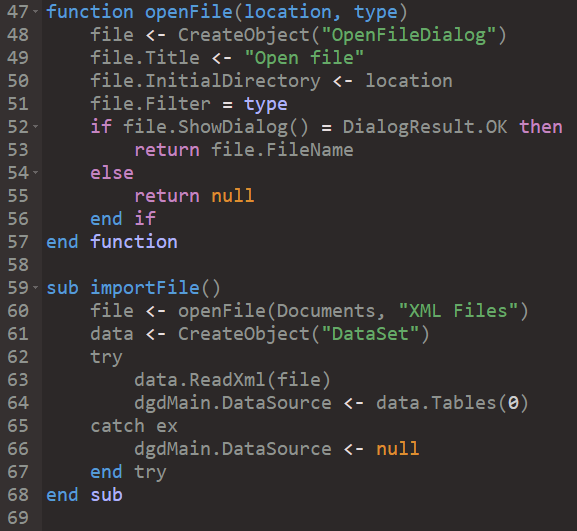 47 function openFile(location, type)
48     file <- CreateObject("OpenFileDialog")
49     file.Title <- "Open file"
50     file.InitialDirectory <- location
51     file.Filter = type
52     if file.ShowDialog() = DialogResult.OK then
53         return file.FileName
54     else
55         return null
56     end if
57 end function
58
59 sub importFile()
60     file <- openFile(Documents, "XML Files")
61     data <- CreateObject("DataSet")
62     try
63         data.ReadXml(file)
64         dgdMain.DataSource <- data.Tables(0)
65     catch ex
66         dgdMain.DataSource <- null
67     end try
68 end sub
69